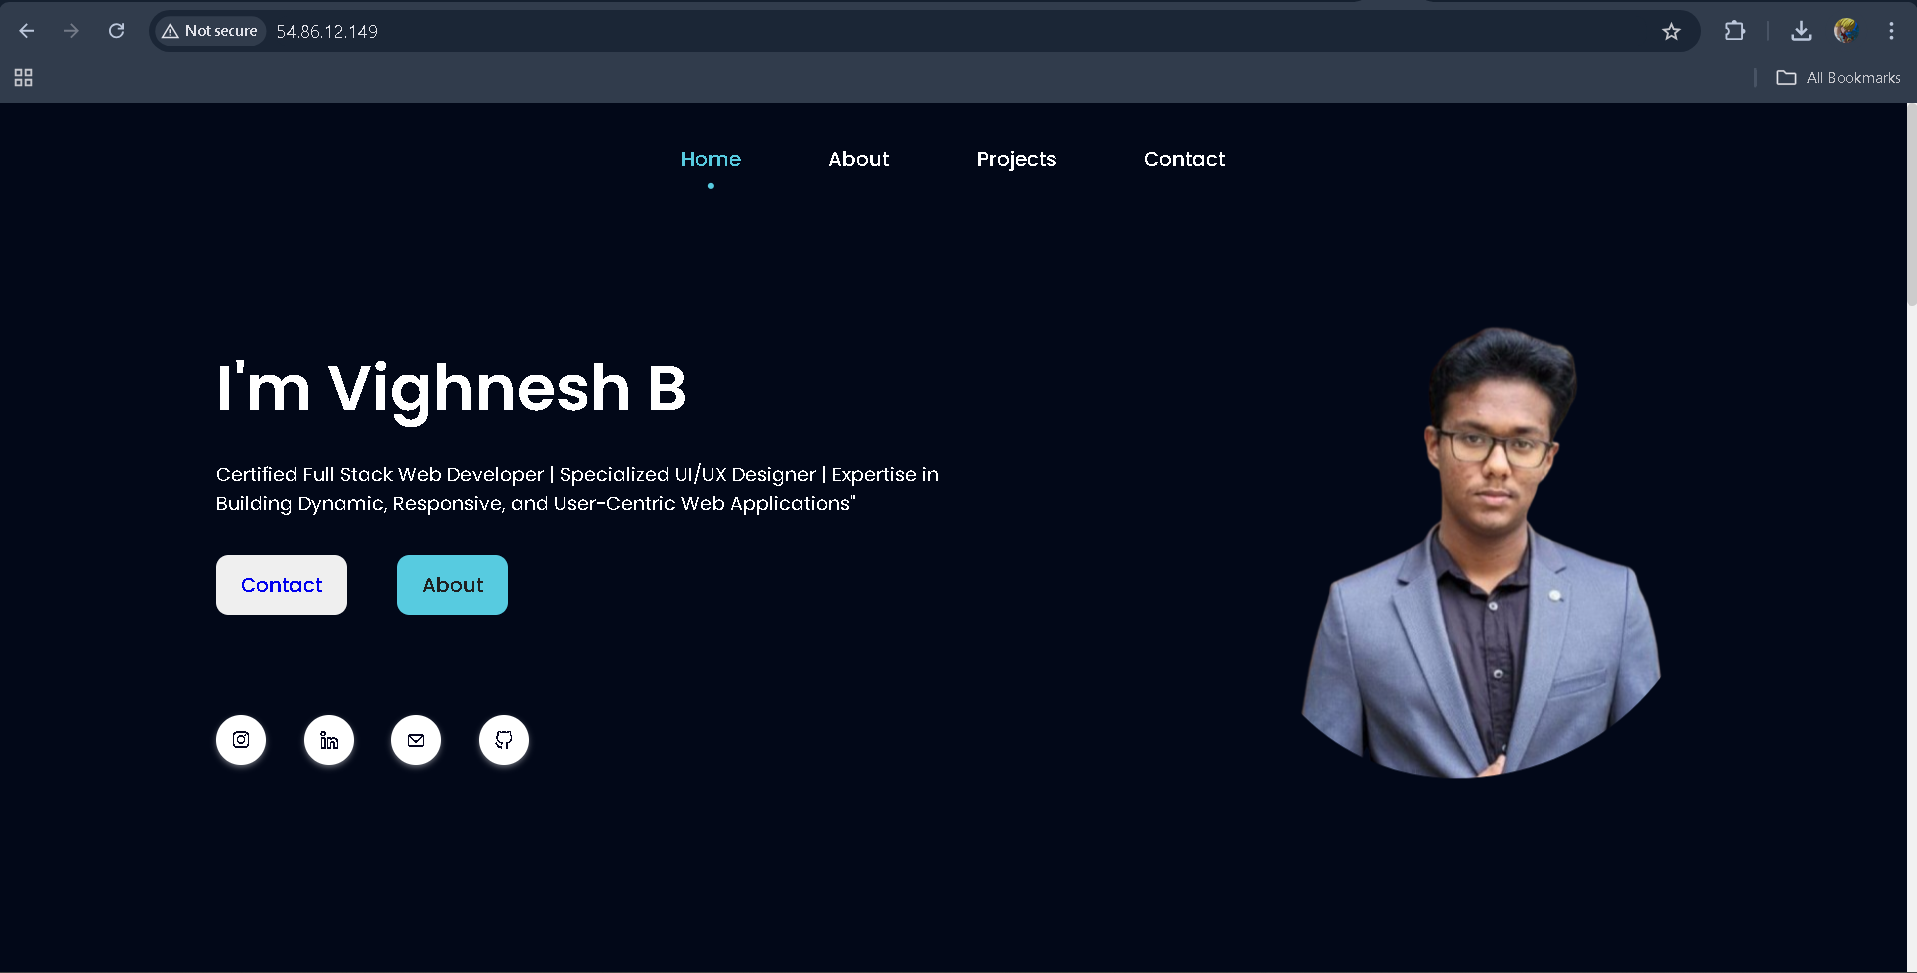 Not secure 54.86.12.149
All Bookmarks
Home About Projects Contact
I'm Vighnesh B
Certified Full Stack Web Developer | Specialized UI/UX Designer | Expertise in
Building Dynamic, Responsive, and User-Centric Web Applications"
Contact About